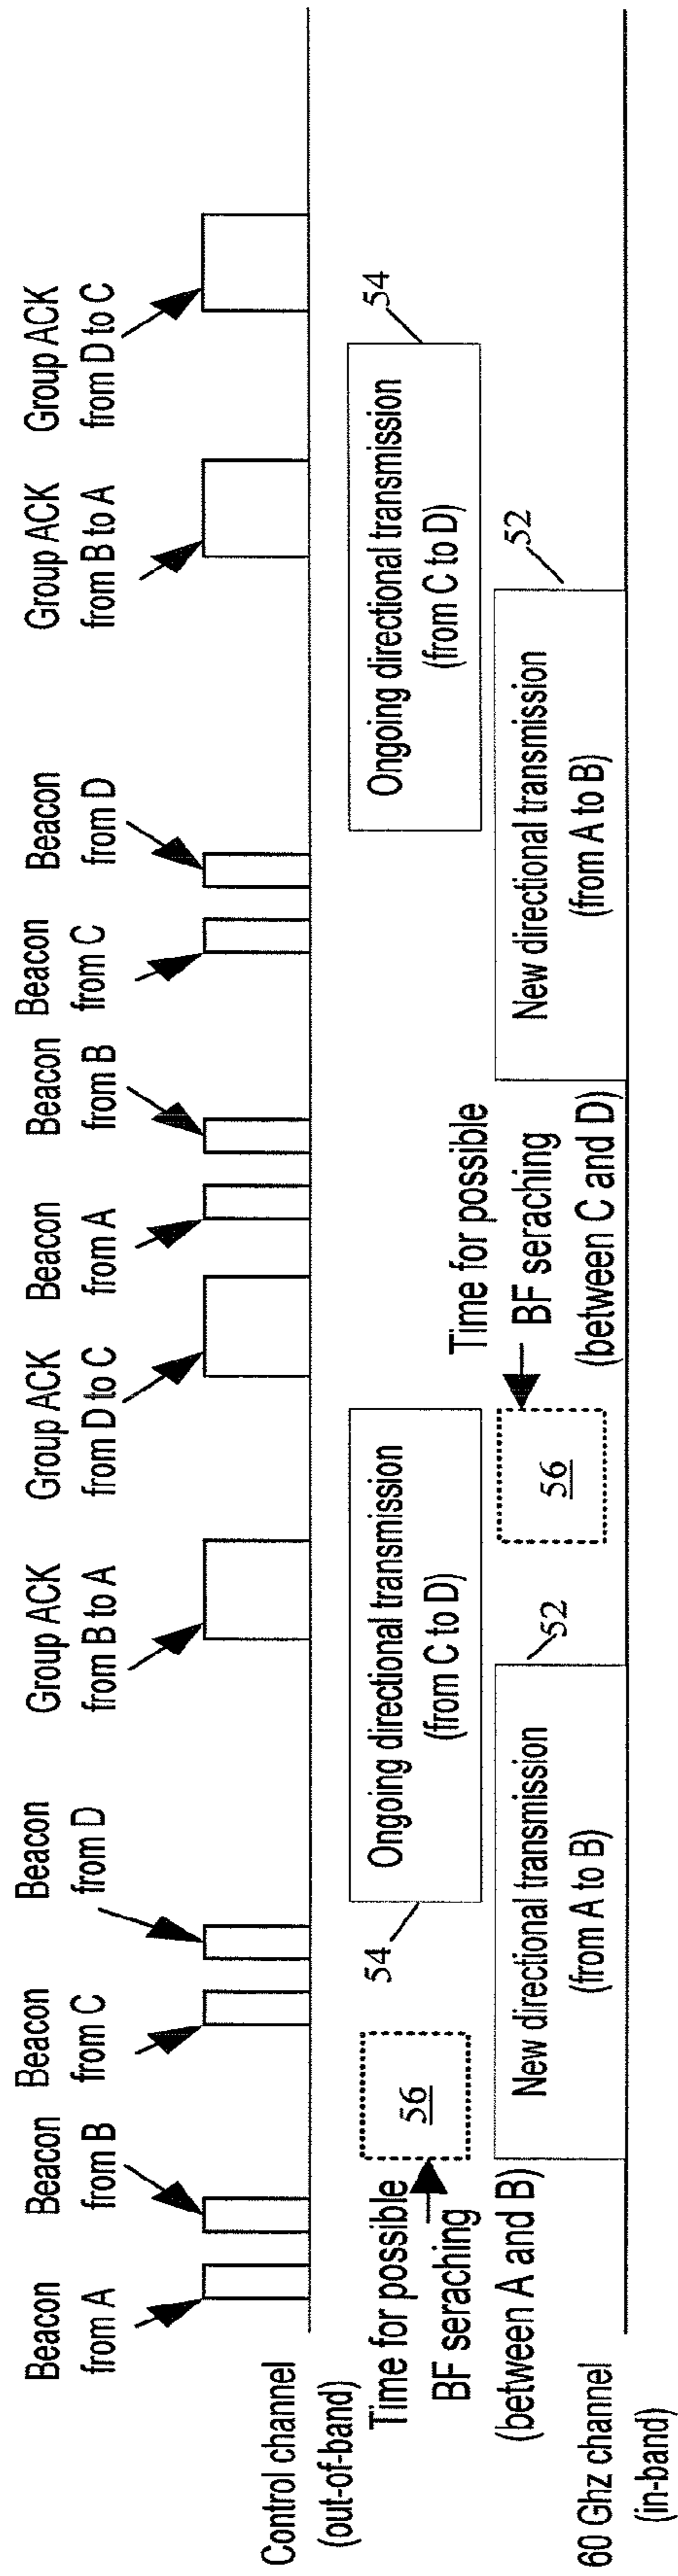 Beacon
from A
Beacon
from B
Beacon
from C
Beacon
from D
Group ACK
from B to A
Group ACK
from D to C
Beacon
from A
Beacon
from B
Beacon
from C
Beacon
from D
Group ACK
from B to A
Group ACK
from D to C
Control channel
(out-of-band)
Time for possible
BF seraching
(between A and B)
56
54
Ongoing directional transmission
(from C to D)
Ongoing directional transmission
(from C to D)
54
New directional transmission
(from A to B)
52
56
Time for possible
BF seraching
(between C and D)
New directional transmission
(from A to B)
52
60 Ghz channel
(in-band)